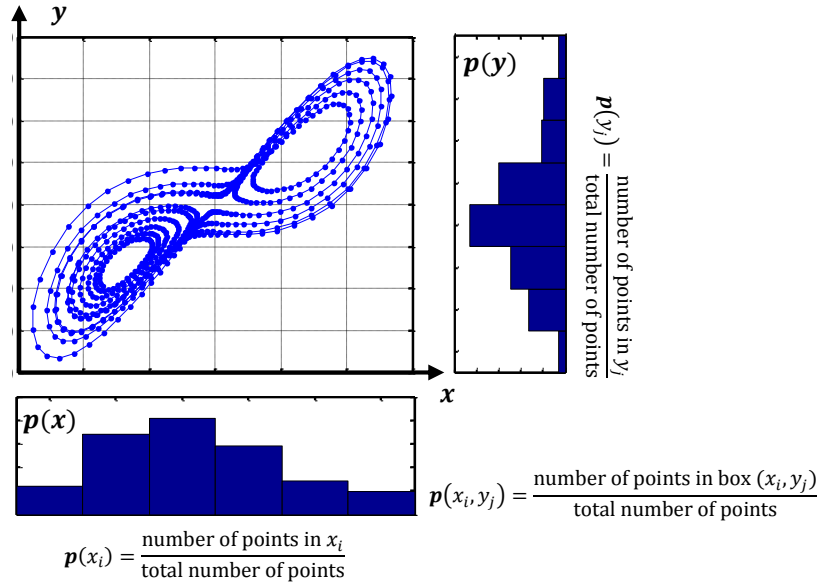 y
p(y)
p(y_j) = number of points in y_j / total number of points
x
p(x)
p(x_i, y_j) = number of points in box (x_i, y_j) / total number of points
p(x_i) = number of points in x_i / total number of points